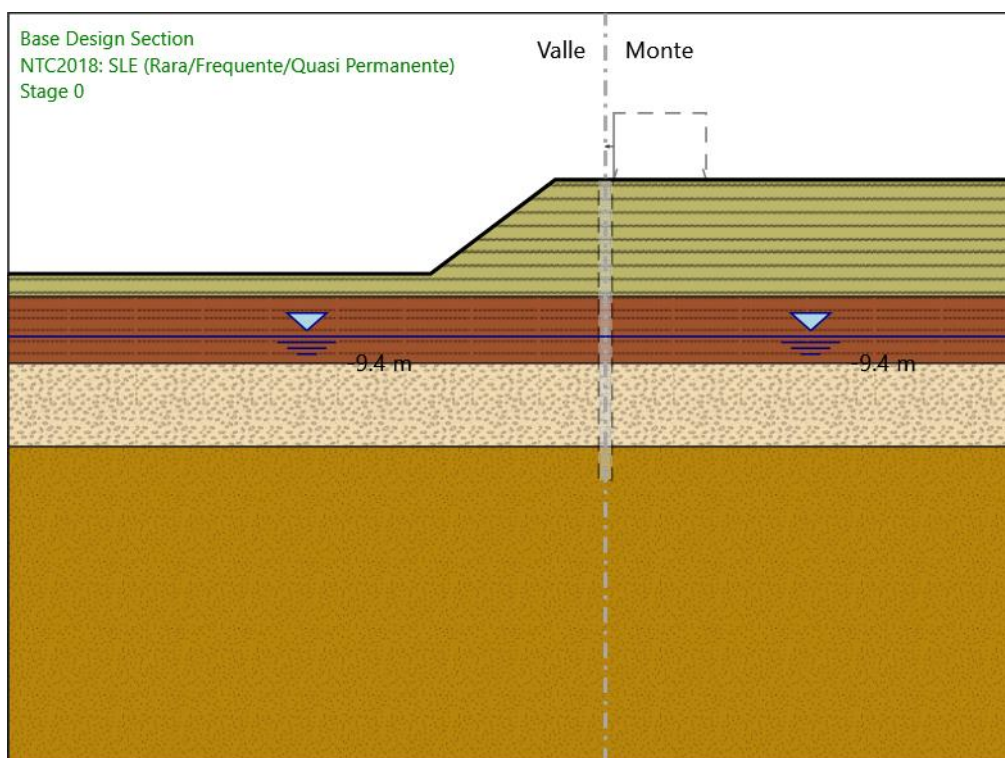 Base Design Section
NTC2018: SLE (Rara/Frequente/Quasi Permanente)
Stage 0
Valle
Monte
-9.4 m
-9.4 m